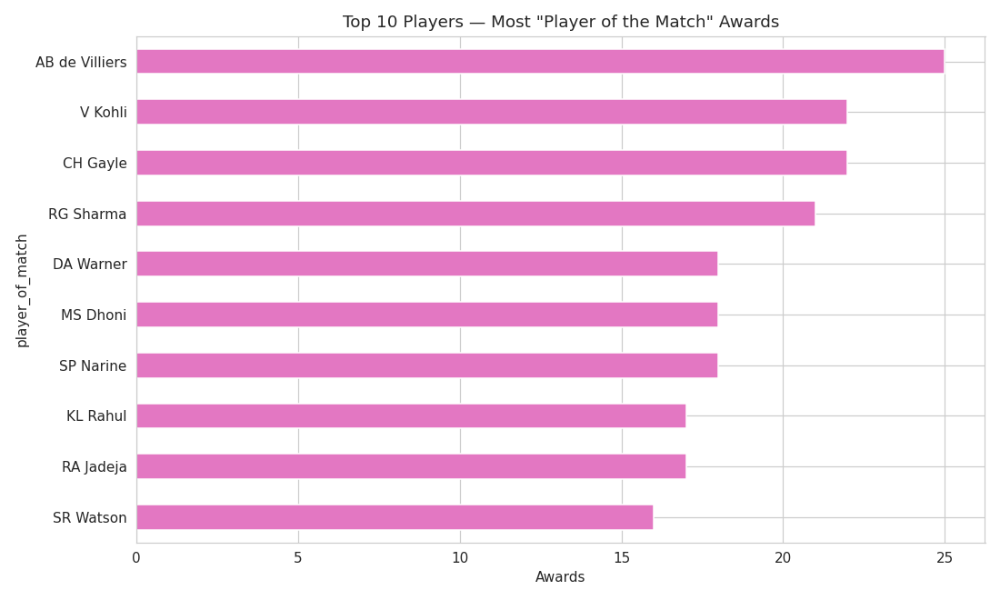 Top 10 Players — Most "Player of the Match" Awards
player_of_match
AB de Villiers
V Kohli
CH Gayle
RG Sharma
DA Warner
MS Dhoni
SP Narine
KL Rahul
RA Jadeja
SR Watson
0 5 10 15 20 25
Awards